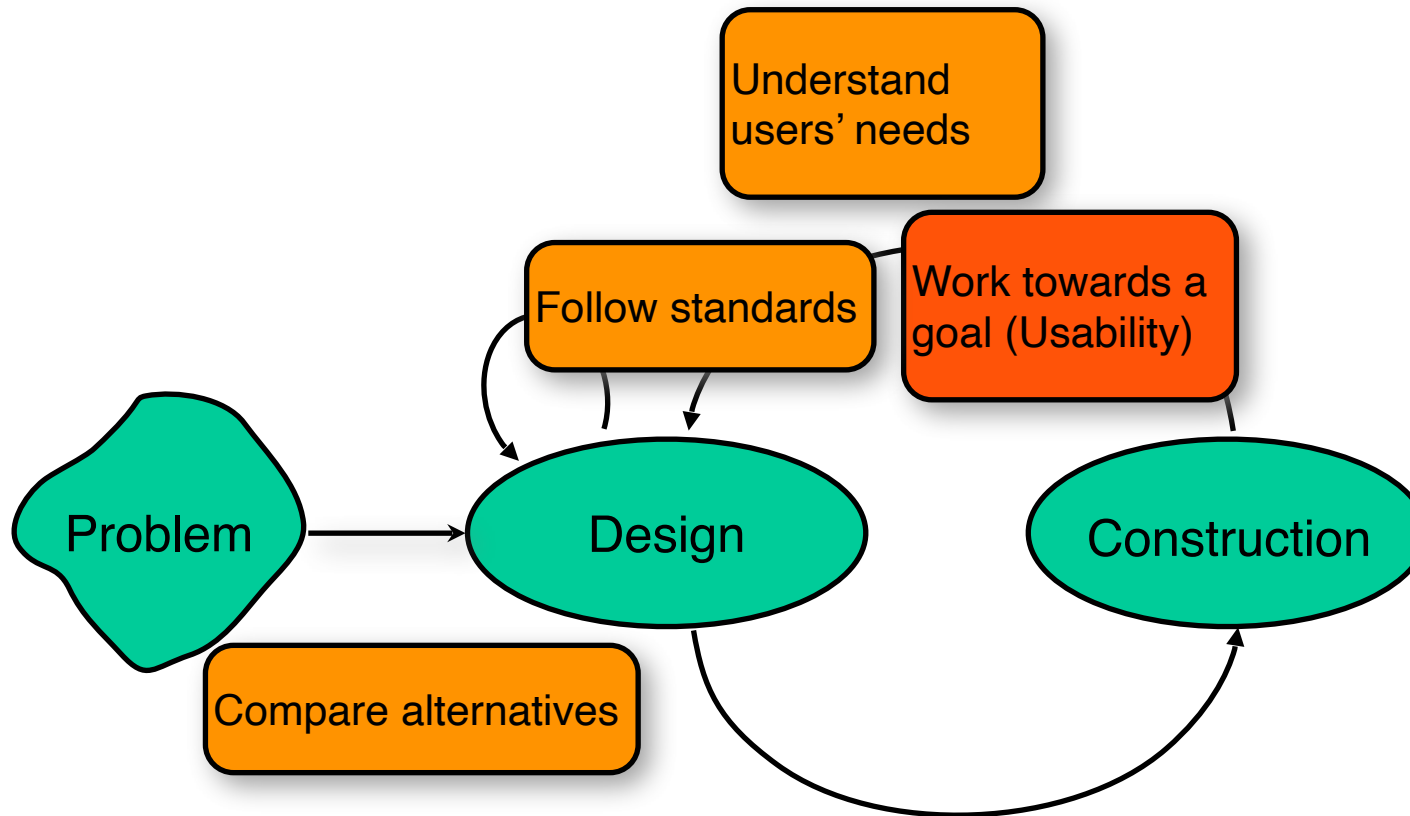 Understand
users’ needs
Follow standards
Work towards a
goal (Usability)
Problem
Design
Construction
Compare alternatives